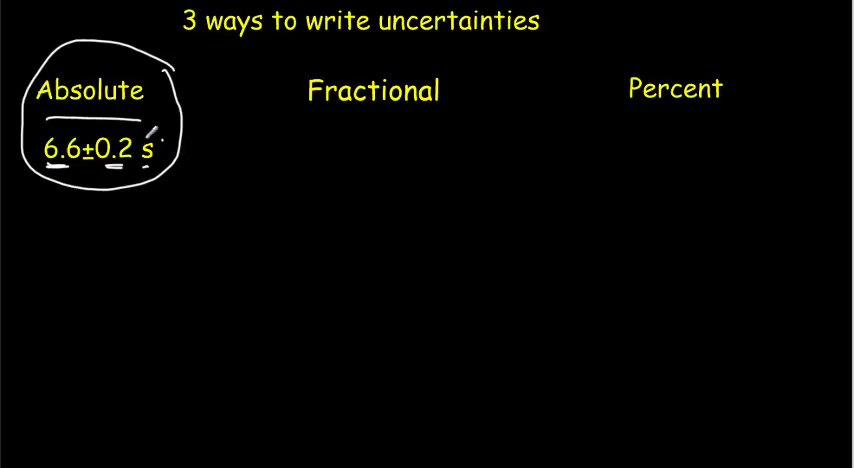 3 ways to write uncertainties
Absolute Fractional Percent
6.6±0.2 s